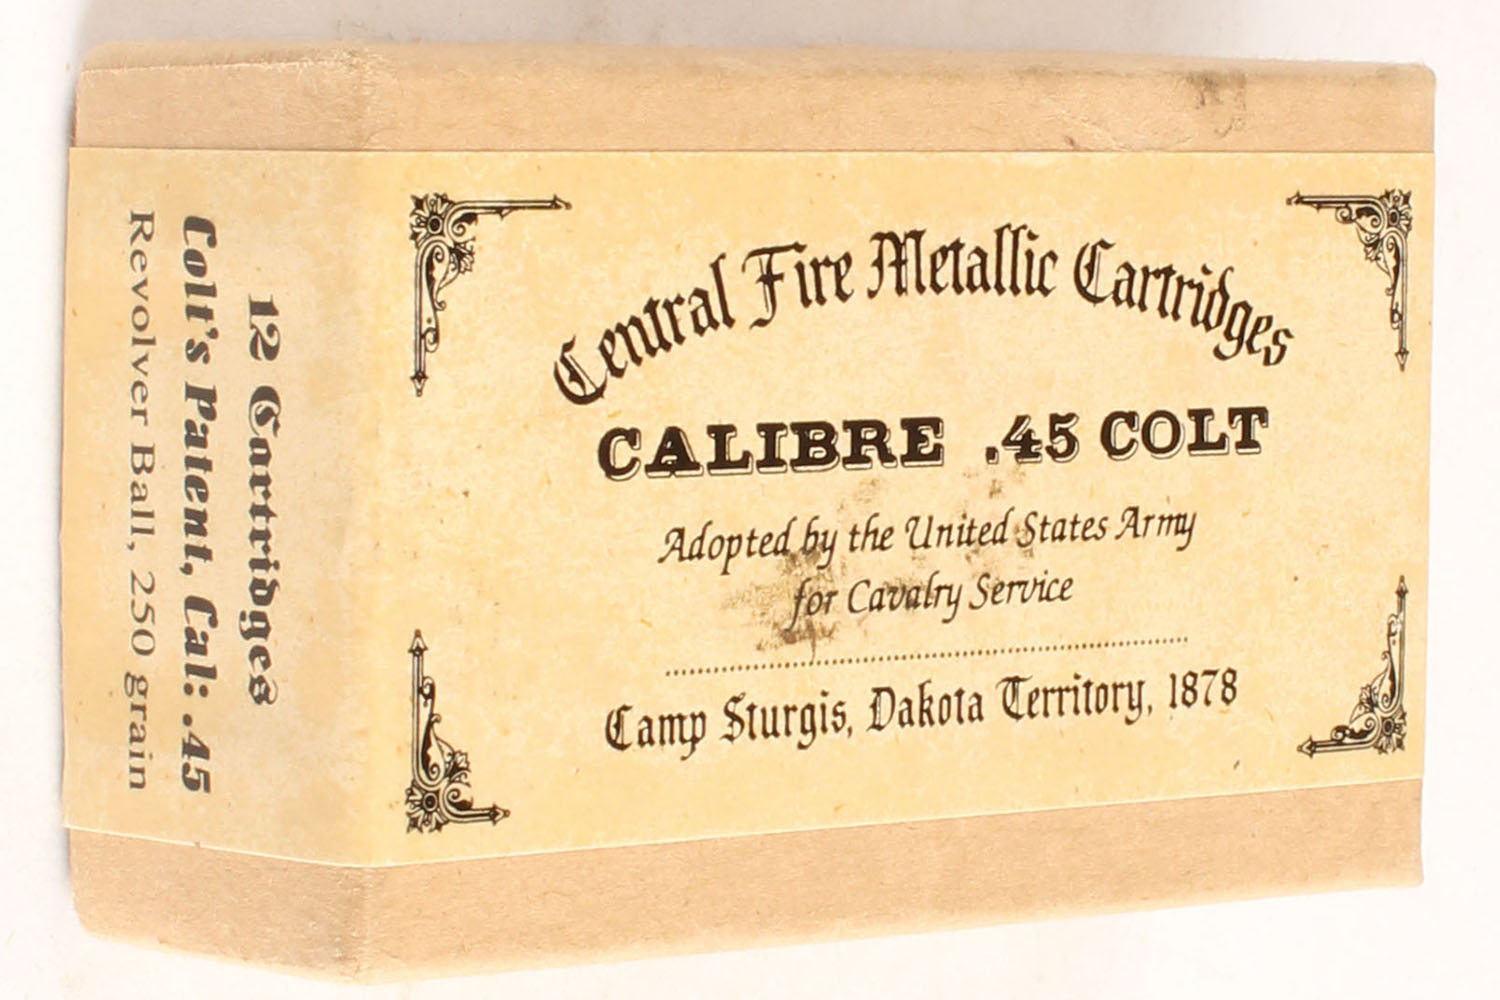 Central Fire Metallic Cartridges
CALIBRE .45 COLT
Adopted by the United States Army
for Cavalry Service
Camp Sturgis, Dakota Territory, 1878
12 Cartridges
Colt's Patent, Cal: .45
Revolver Ball, 250 grain